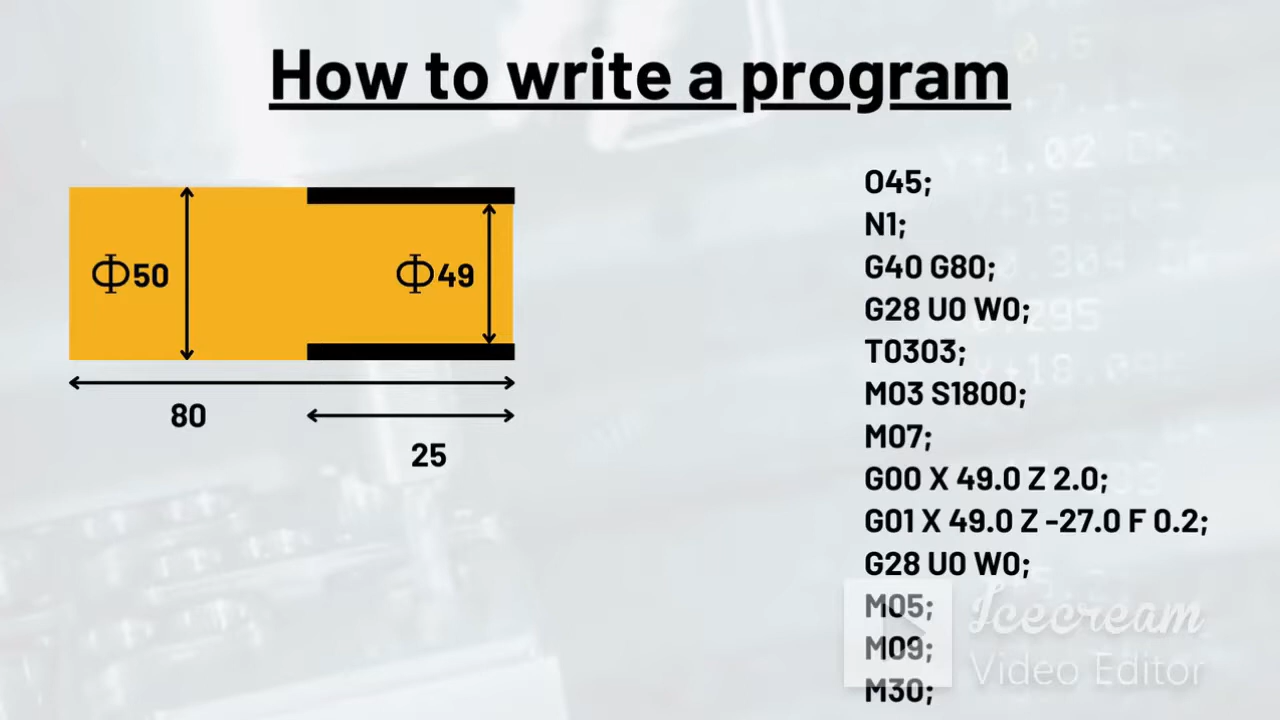 How to write a program
Φ50
Φ49
80
25
O45;
N1;
G40 G80;
G28 U0 W0;
T0303;
M03 S1800;
M07;
G00 X 49.0 Z 2.0;
G01 X 49.0 Z -27.0 F 0.2;
G28 U0 W0;
M05;
M09;
M30;
Icecream
Video Editor